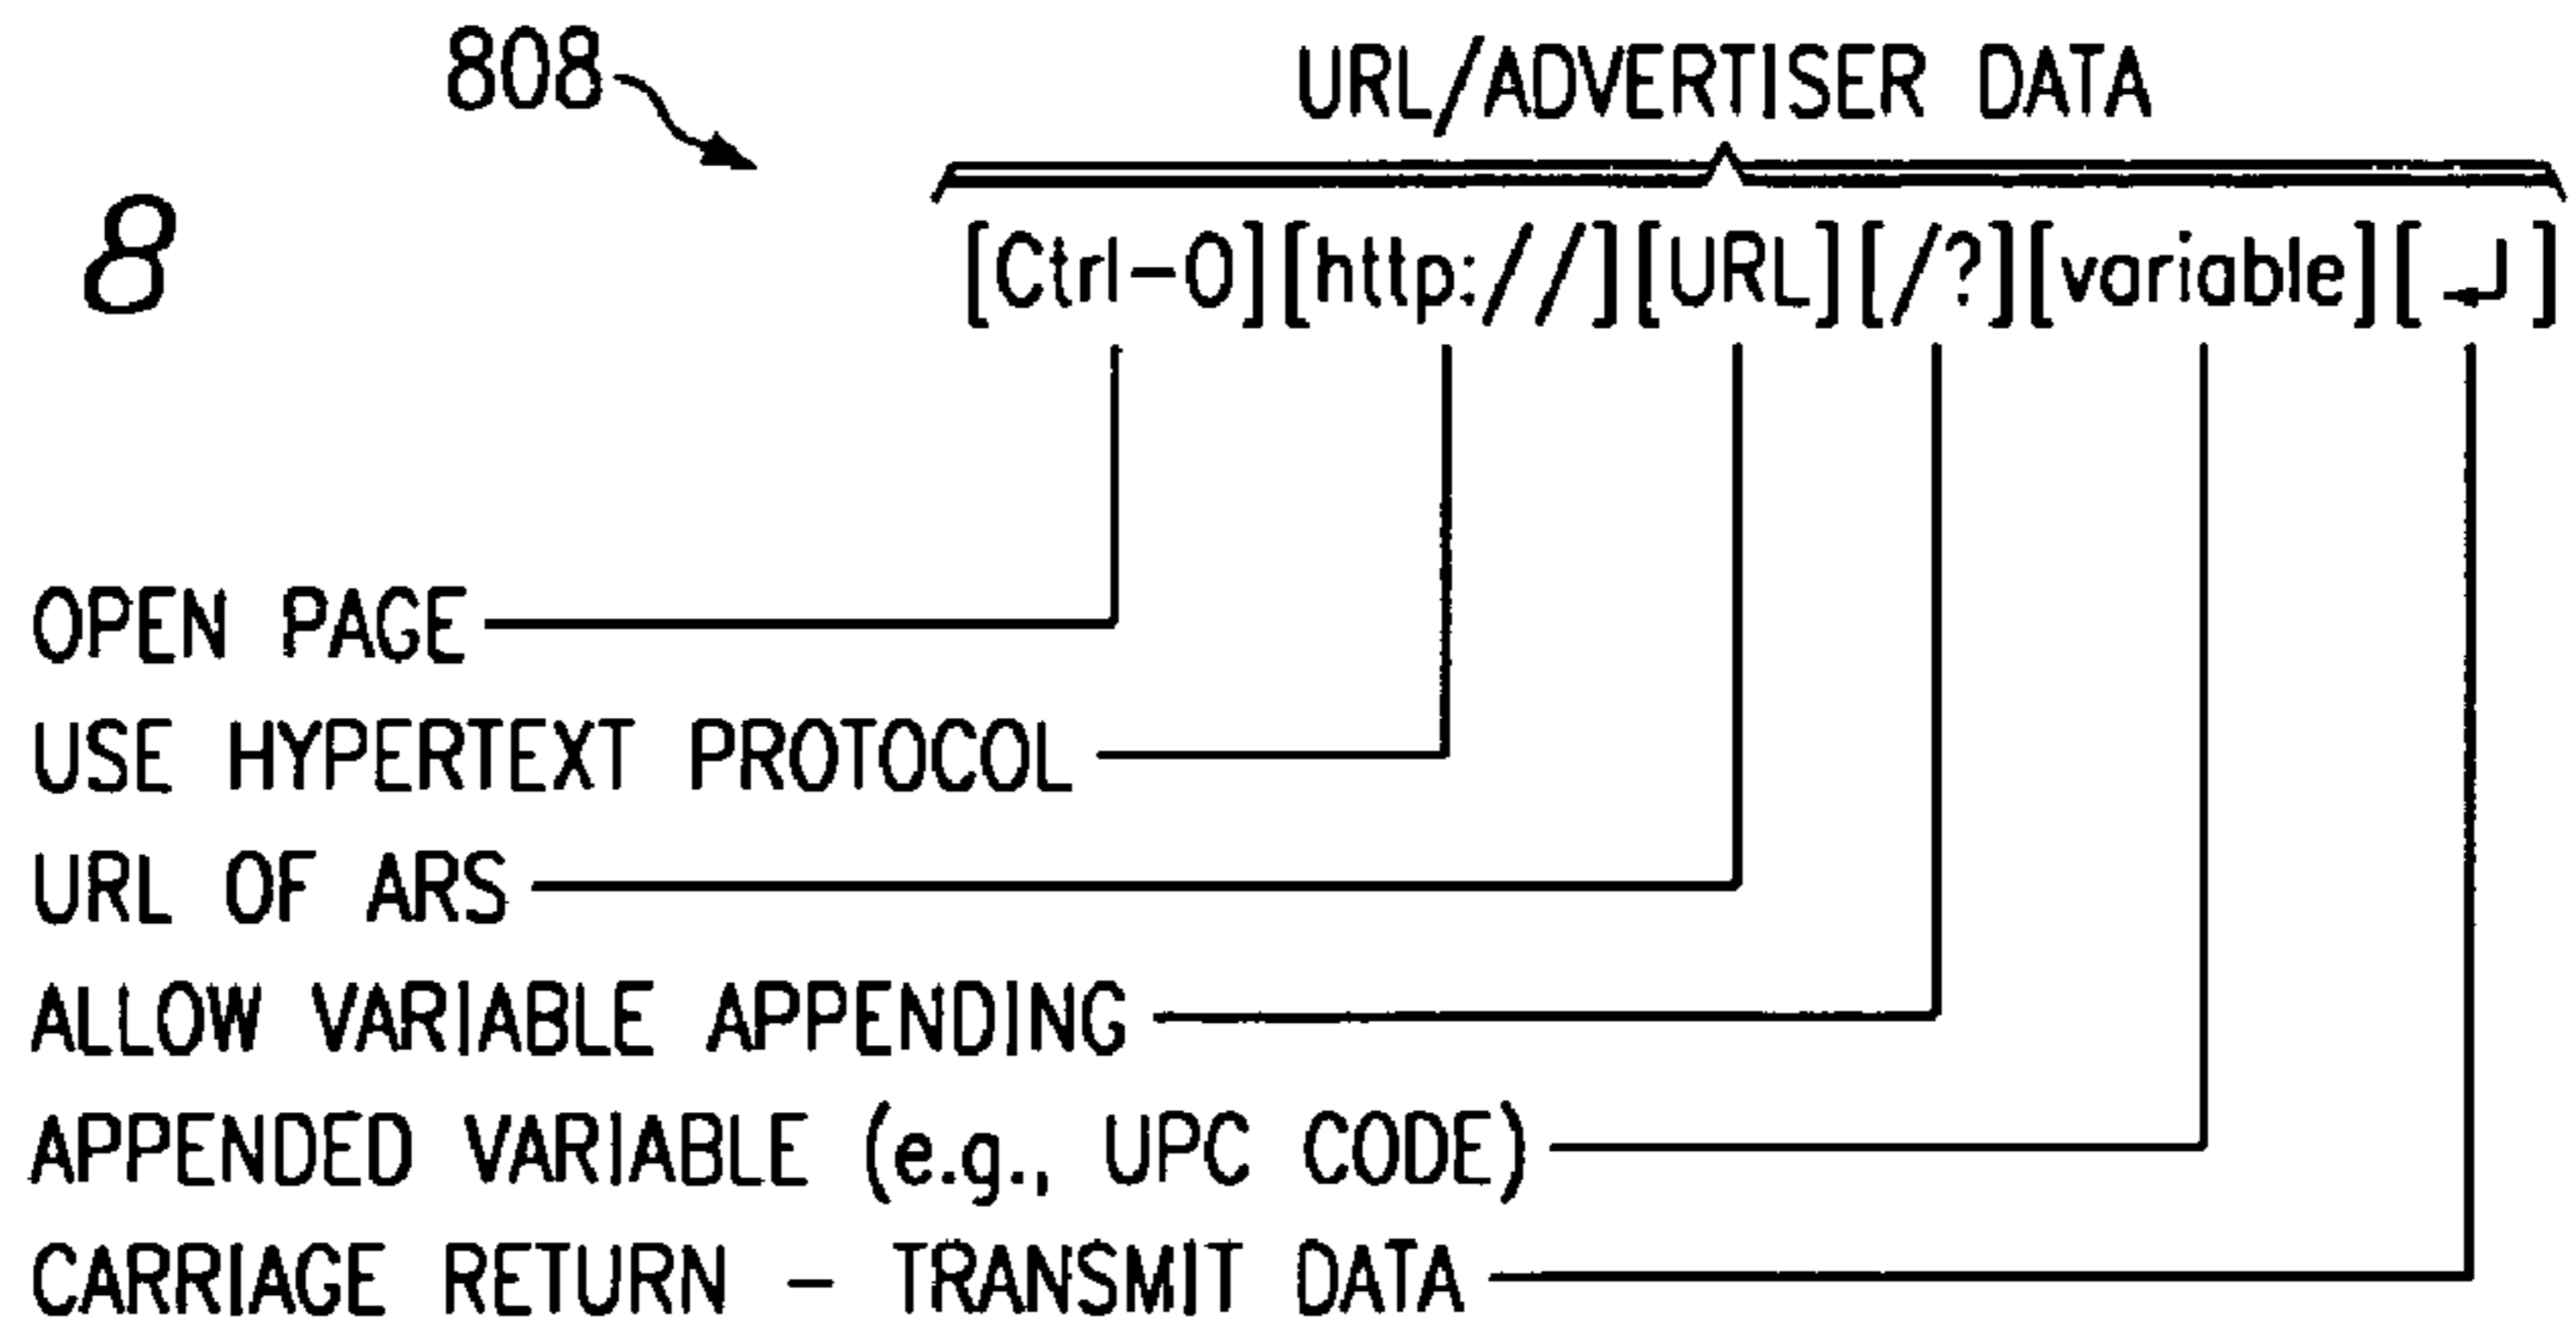 808
URL/ADVERTISER DATA
8
[Ctrl-O][http://][URL][/?][variable][↵]
OPEN PAGE
USE HYPERTEXT PROTOCOL
URL OF ARS
ALLOW VARIABLE APPENDING
APPENDED VARIABLE (e.g., UPC CODE)
CARRIAGE RETURN - TRANSMIT DATA